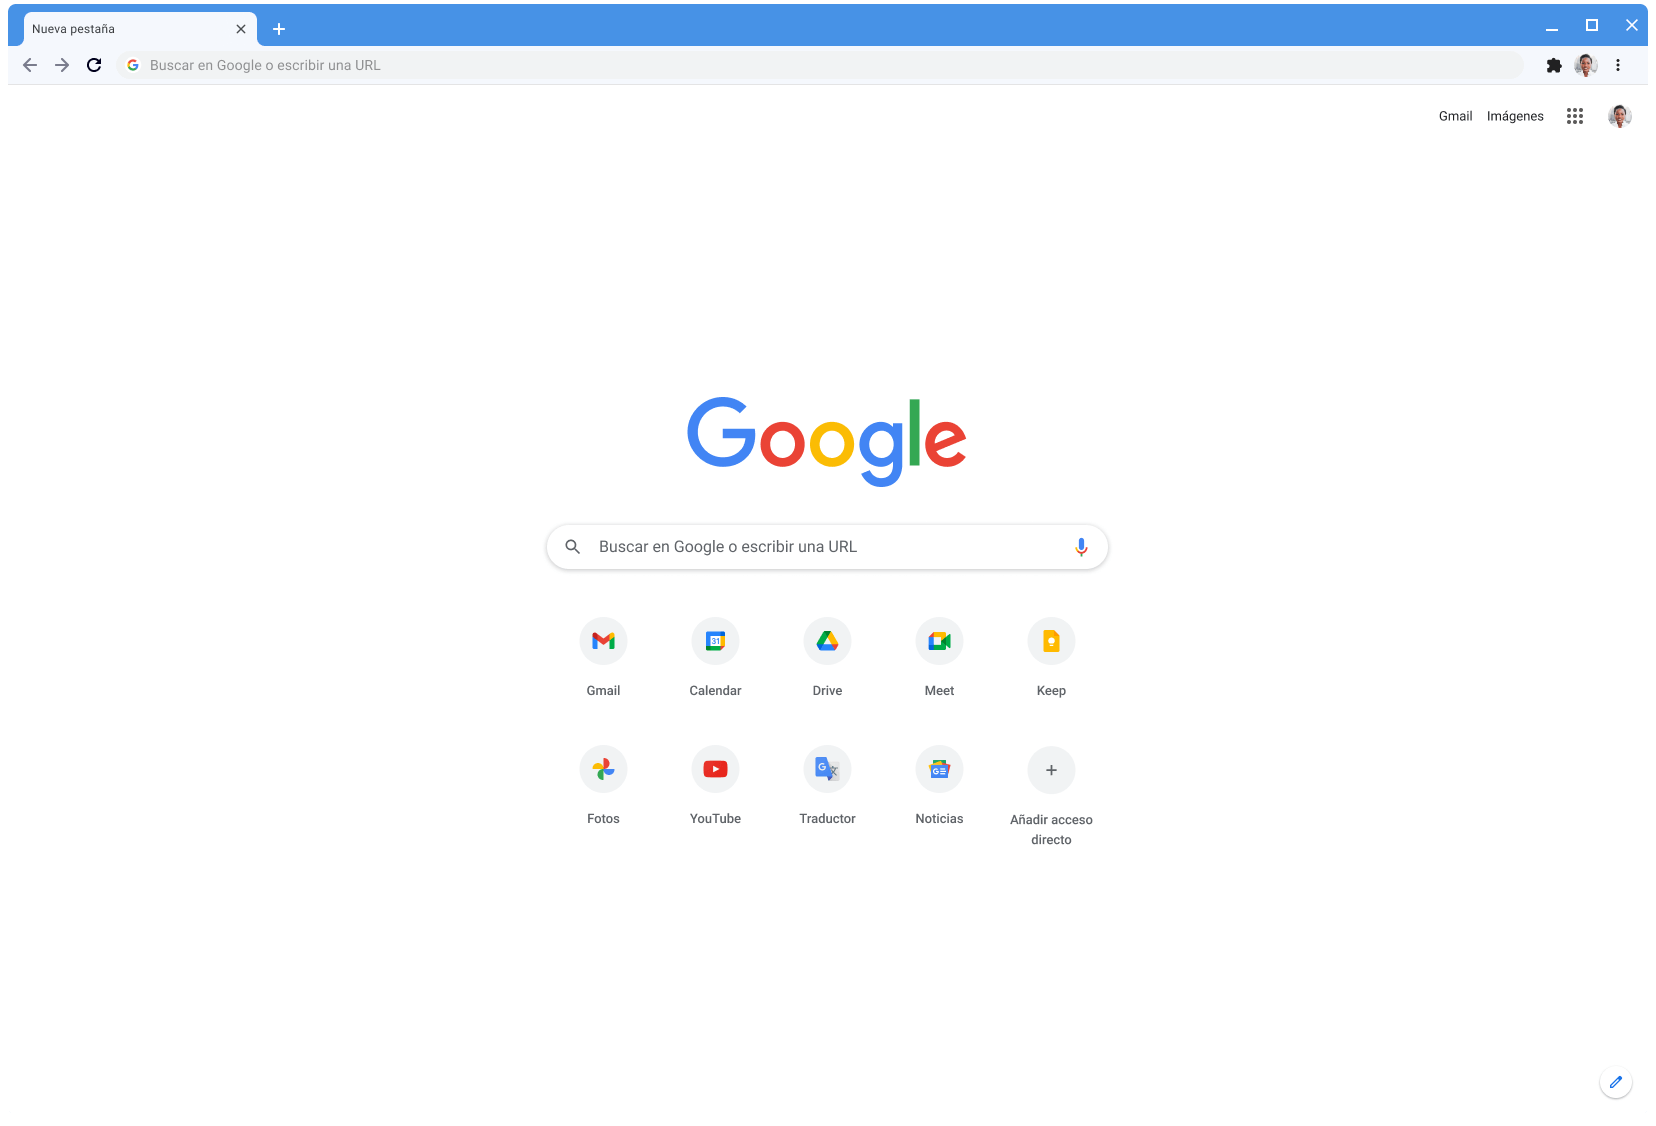 Nueva pestaña
Buscar en Google o escribir una URL
Gmail Imágenes
Google
Buscar en Google o escribir una URL
Gmail Calendar Drive Meet Keep
Fotos YouTube Traductor Noticias Añadir acceso
directo